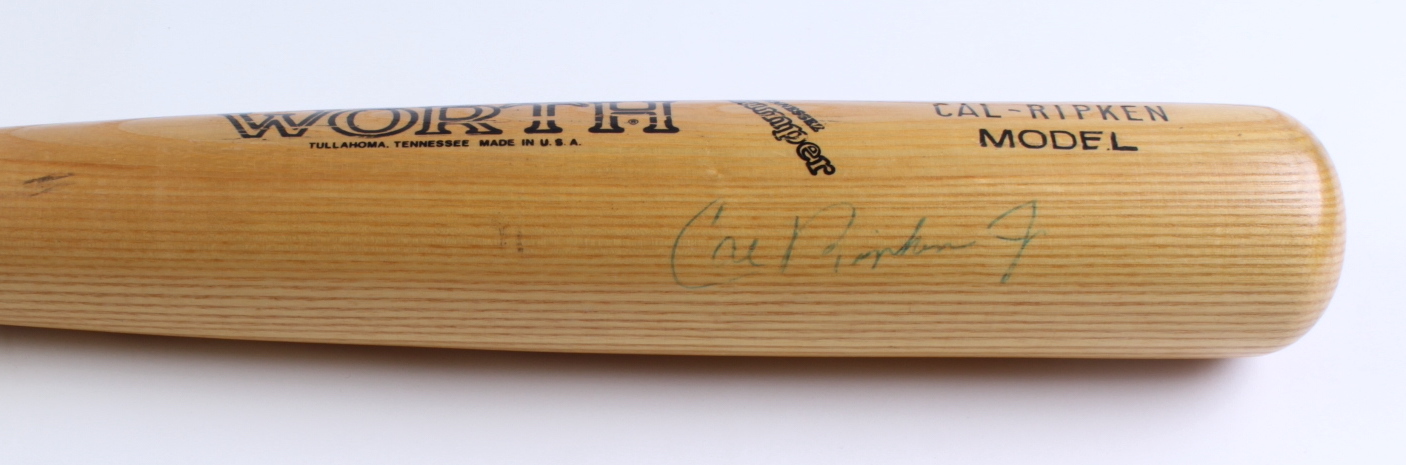 WORTH®
TULLAHOMA, TENNESSEE MADE IN U.S.A.
CAL-RIPKEN
MODEL
Cal Ripken Jr